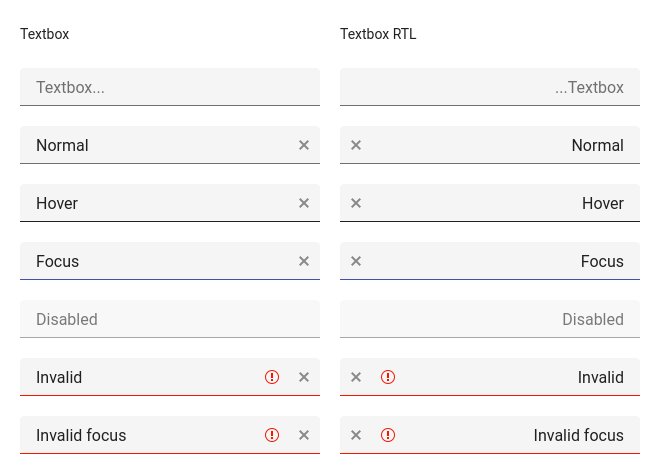 Textbox Textbox RTL
Textbox... ...Textbox
Normal Normal
Hover Hover
Focus Focus
Disabled Disabled
Invalid Invalid
Invalid focus Invalid focus